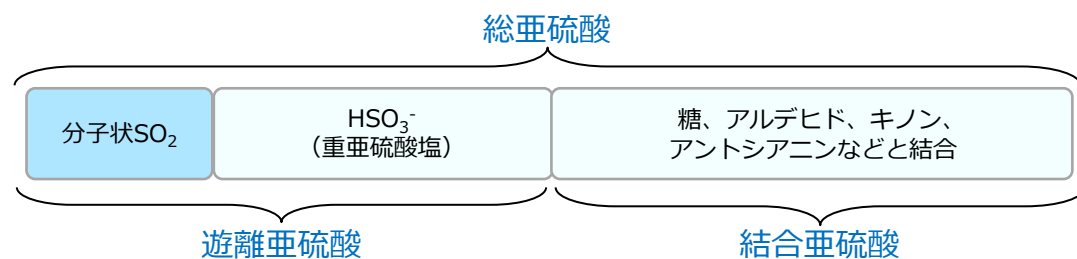 総亜硫酸
分子状SO₂
HSO₃⁻
（重亜硫酸塩）
糖、アルデヒド、キノン、
アントシアニンなどと結合
遊離亜硫酸
結合亜硫酸